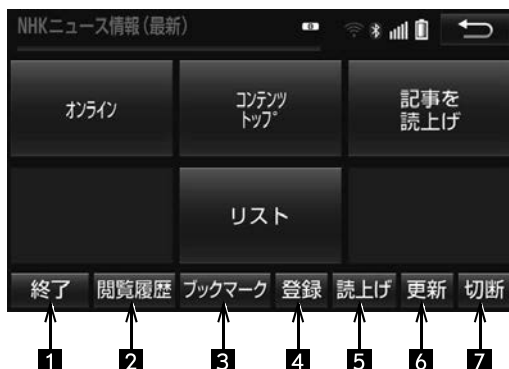 NHKニュース情報(最新)
オンライン
コンテンツ
トップ
記事を
読上げ
リスト
終了 閲覧履歴 ブックマーク 登録 読上げ 更新 切断
1 2 3 4 5 6 7